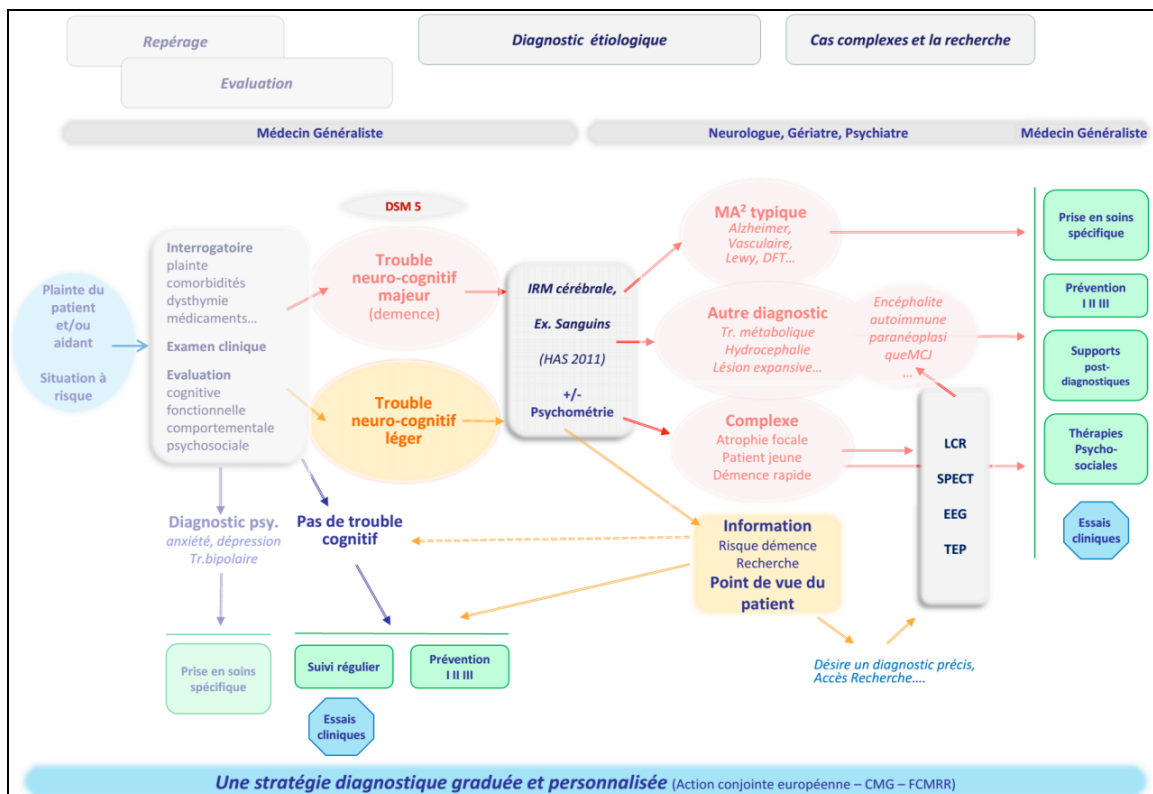 Repérage
Evaluation
Diagnostic étiologique
Cas complexes et la recherche
Médecin Généraliste
Neurologue, Gériatre, Psychiatre
Médecin Généraliste
Plainte du
patient
et/ou
aidant
Situation à
risque
Interrogatoire
plainte
comorbidités
dysthymie
médicaments…
Examen clinique
Evaluation
cognitive
fonctionnelle
comportementale
psychosociale
DSM 5
Trouble
neuro-cognitif
majeur
(demence)
Trouble
neuro-cognitif
léger
IRM cérébrale,
Ex. Sanguins
(HAS 2011)
+/-
Psychométrie
MA² typique
Alzheimer,
Vasculaire,
Lewy, DFT…
Autre diagnostic
Tr. métabolique
Hydrocephalie
Lésion expansive…
Encéphalite
autoimmune
paranéoplasi
queMCJ
…
Complexe
Atrophie focale
Patient jeune
Démence rapide
LCR
SPECT
EEG
TEP
Prise en soins
spécifique
Prévention
I II III
Supports
post-
diagnostiques
Thérapies
Psycho-
sociales
Essais
cliniques
Diagnostic psy.
anxiété, dépression
Tr.bipolaire
Pas de trouble
cognitif
Information
Risque démence
Recherche
Point de vue du
patient
Désire un diagnostic précis,
Accès Recherche….
Prise en soins
spécifique
Suivi régulier
Prévention
I II III
Essais
cliniques
Une stratégie diagnostique graduée et personnalisée (Action conjointe européenne – CMG – FCMRR)